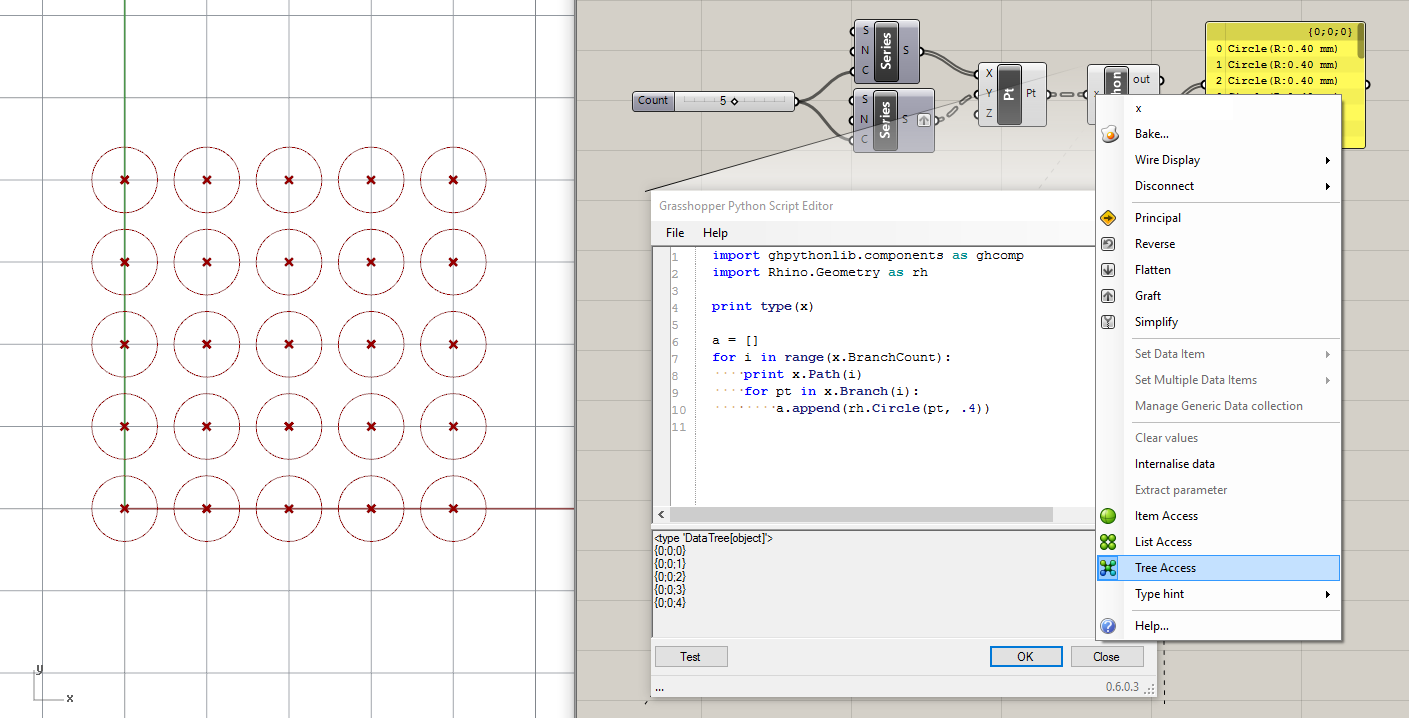 y
x
Count
5
S
N
C
Series
S
S
N
C
Series
S
X
Y
Z
Pt
Pt
x
out
{0;0;0}
0 Circle(R:0.40 mm)
1 Circle(R:0.40 mm)
2 Circle(R:0.40 mm)
Grasshopper Python Script Editor
File Help
1 import ghpythonlib.components as ghcomp
2 import Rhino.Geometry as rh
3
4 print type(x)
5
6 a = []
7 for i in range(x.BranchCount):
8 ····print x.Path(i)
9 ····for pt in x.Branch(i):
10 ········a.append(rh.Circle(pt, .4))
11
<type 'DataTree[object]'>
{0;0;0}
{0;0;1}
{0;0;2}
{0;0;3}
{0;0;4}
Test
OK
Close
...
0.6.0.3
x
Bake...
Wire Display
Disconnect
Principal
Reverse
Flatten
Graft
Simplify
Set Data Item
Set Multiple Data Items
Manage Generic Data collection
Clear values
Internalise data
Extract parameter
Item Access
List Access
Tree Access
Type hint
Help...